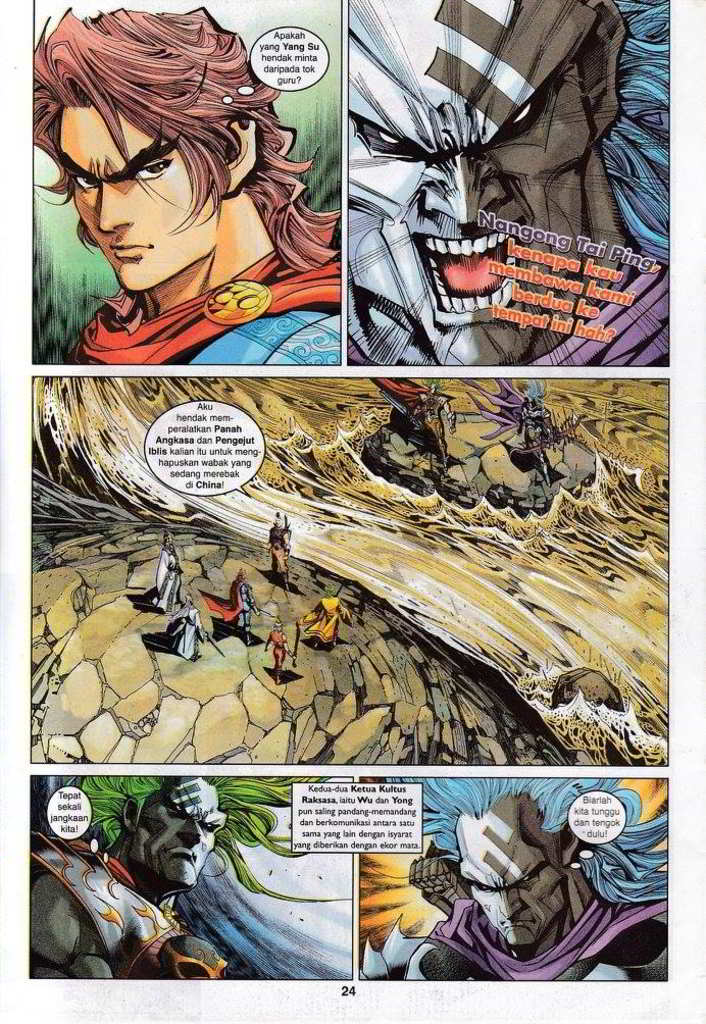 Apakah
yang Yang Su
hendak minta
daripada tok
guru?
Nangong Tai Ping
kenapa kau
membawa kami
berdua ke
tempat ini hah?
Aku
hendak mem-
peralatkan Panah
Angkasa dan Pengejut
Iblis kalian itu untuk meng-
hapuskan wabak yang
sedang merebak
di China!
Tepat
sekali
jangkaan
kita!
Kedua-dua Ketua Kultus
Raksasa, iaitu Wu dan Yong
pun saling pandang-memandang
dan berkomunikasi antara satu
sama yang lain dengan isyarat
yang diberikan dengan ekor mata.
Biarlah
kita tunggu
dan tengok
dulu!
24